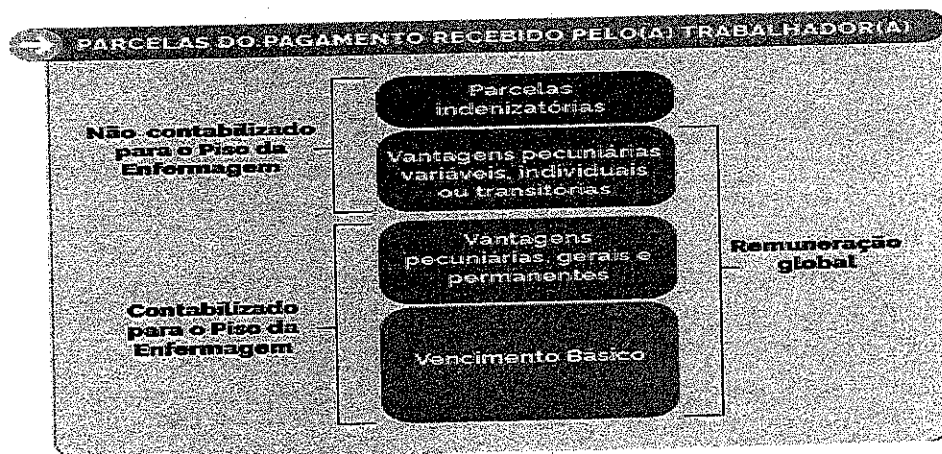 PARCELAS DO PAGAMENTO RECEBIDO PELO(A) TRABALHADOR(A)
Parcelas
indenizatórias
Não contabilizado
para o Piso da
Enfermagem
Vantagens pecuniárias
variáveis, individuais
ou transitórias
Vantagens
pecuniárias, gerais e
permanentes
Remuneração
global
Contabilizado
para o Piso da
Enfermagem
Vencimento Básico